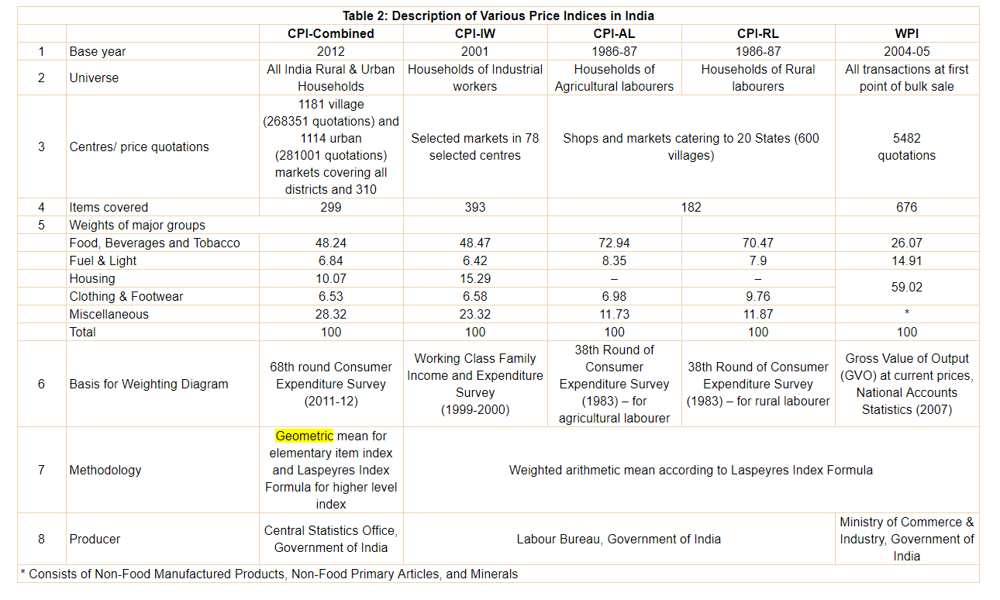 Table 2: Description of Various Price Indices in India
CPI-Combined CPI-IW CPI-AL CPI-RL WPI
1 Base year 2012 2001 1986-87 1986-87 2004-05
2 Universe All India Rural & Urban Households Households of Industrial workers Households of Agricultural labourers Households of Rural labourers All transactions at first point of bulk sale
3 Centres/ price quotations 1181 village (268351 quotations) and 1114 urban (281001 quotations) markets covering all districts and 310 Selected markets in 78 selected centres Shops and markets catering to 20 States (600 villages) 5482 quotations
4 Items covered 299 393 182 676
5 Weights of major groups
Food, Beverages and Tobacco 48.24 48.47 72.94 70.47 26.07
Fuel & Light 6.84 6.42 8.35 7.9 14.91
Housing 10.07 15.29 – – 59.02
Clothing & Footwear 6.53 6.58 6.98 9.76
Miscellaneous 28.32 23.32 11.73 11.87 *
Total 100 100 100 100 100
6 Basis for Weighting Diagram 68th round Consumer Expenditure Survey (2011-12) Working Class Family Income and Expenditure Survey (1999-2000) 38th Round of Consumer Expenditure Survey (1983) – for agricultural labourer 38th Round of Consumer Expenditure Survey (1983) – for rural labourer Gross Value of Output (GVO) at current prices, National Accounts Statistics (2007)
7 Methodology Geometric mean for elementary item index and Laspeyres Index Formula for higher level index Weighted arithmetic mean according to Laspeyres Index Formula
8 Producer Central Statistics Office, Government of India Labour Bureau, Government of India Ministry of Commerce & Industry, Government of India
* Consists of Non-Food Manufactured Products, Non-Food Primary Articles, and Minerals